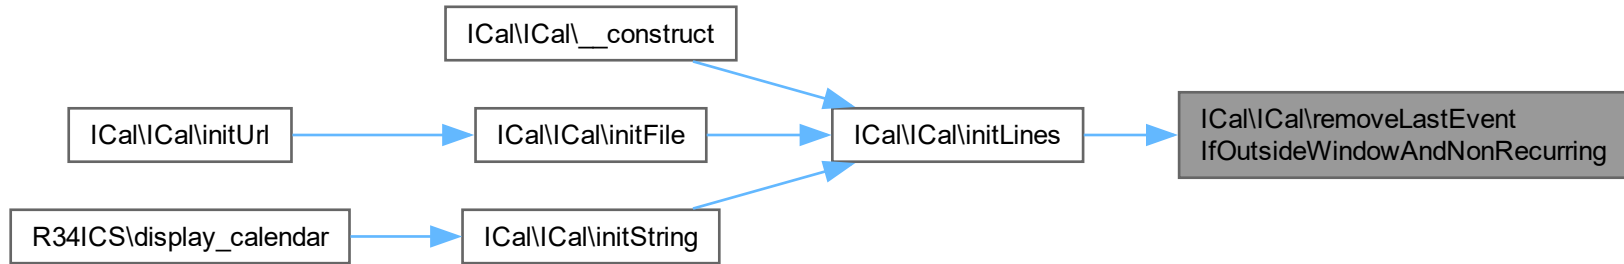 ICal\ICal\__construct
ICal\ICal\initUrl
ICal\ICal\initFile
ICal\ICal\initLines
ICal\ICal\removeLastEvent
IfOutsideWindowAndNonRecurring
R34ICS\display_calendar
ICal\ICal\initString